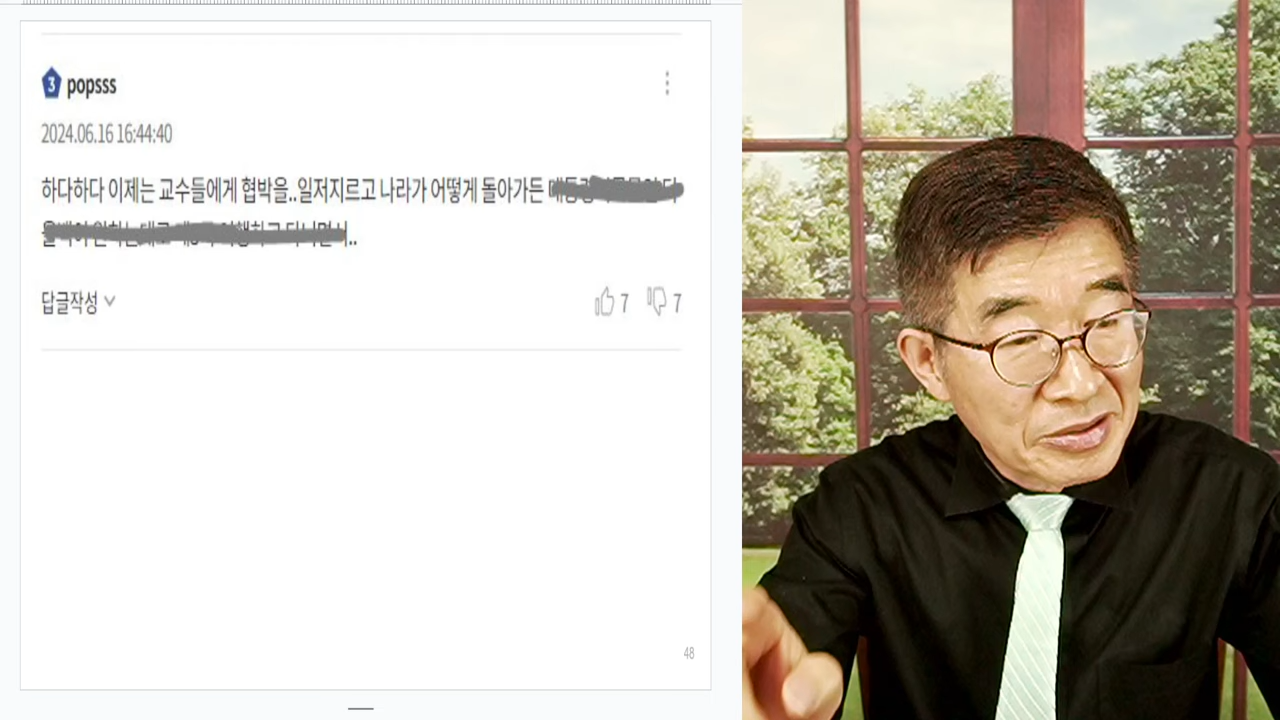 3 popsss
2024.06.16 16:44:40
하다하다 이제는 교수들에게 협박을..일저지르고 나라가 어떻게 돌아가든
..
답글작성
7 7
48